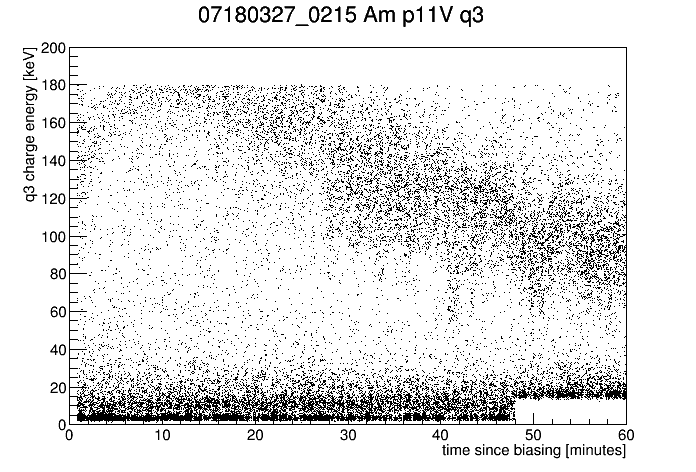 07180327_0215 Am p11V q3
q3 charge energy [keV]
200
180
160
140
120
100
80
60
40
20
0
0 10 20 30 40 50 60
time since biasing [minutes]